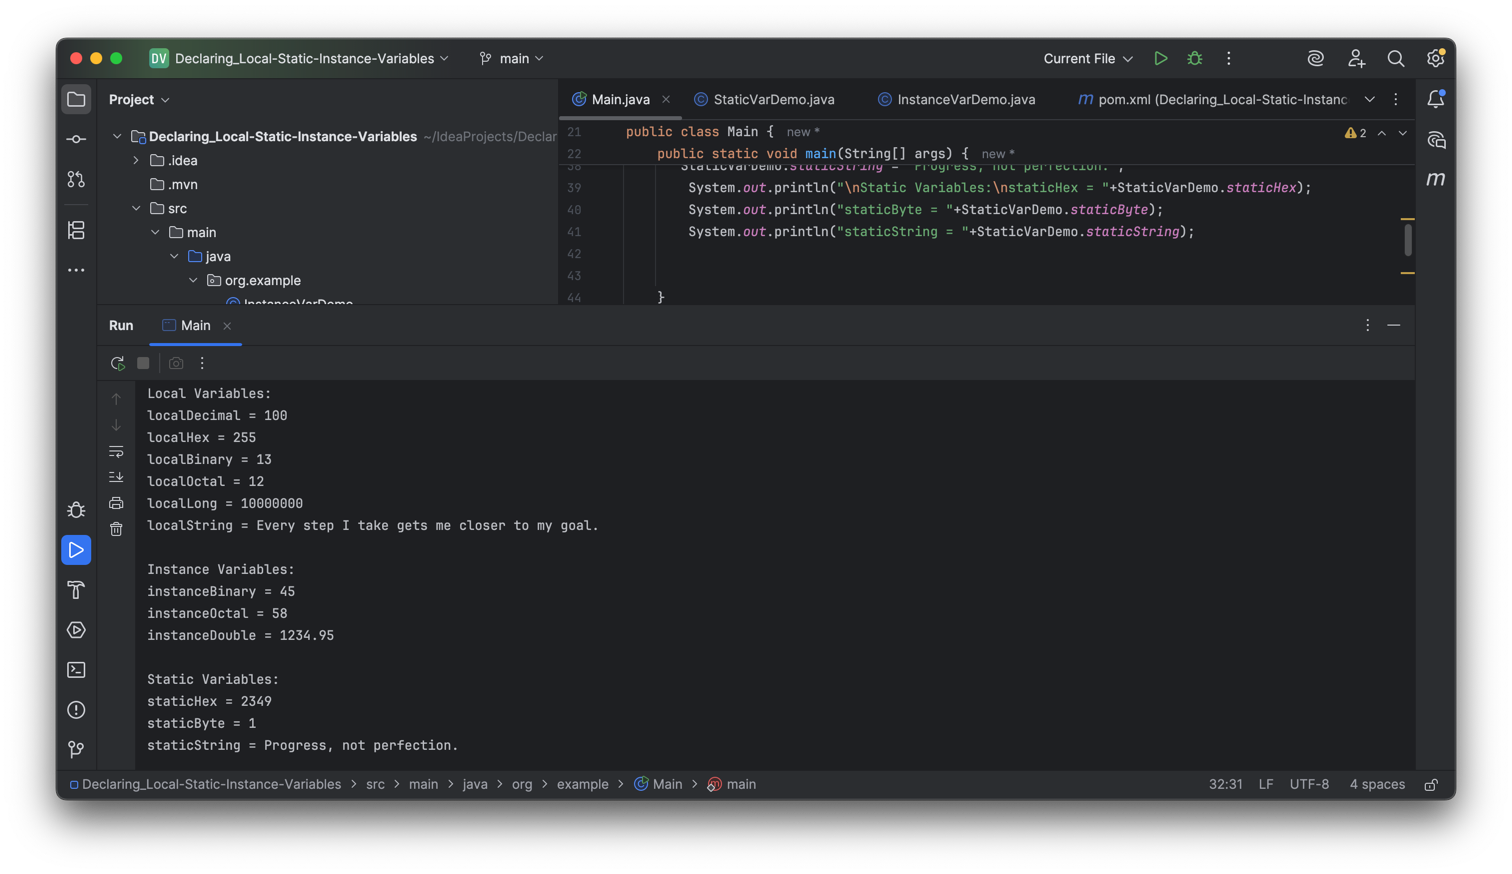 DV Declaring_Local-Static-Instance-Variables main Current File
Project
Main.java StaticVarDemo.java InstanceVarDemo.java m pom.xml (Declaring_Local-Static-Instanc
Declaring_Local-Static-Instance-Variables ~/IdeaProjects/Declar
.idea
.mvn
src
main
java
org.example
InstanceVarDemo
21 public class Main { new *
2
22 public static void main(String[] args) { new *
38 StaticVarDemo.staticString = "Progress, not perfection.";
39 System.out.println("\nStatic Variables:\nstaticHex = "+StaticVarDemo.staticHex);
40 System.out.println("staticByte = "+StaticVarDemo.staticByte);
41 System.out.println("staticString = "+StaticVarDemo.staticString);
42
43
44 }
m
Run Main
Local Variables:
localDecimal = 100
localHex = 255
localBinary = 13
localOctal = 12
localLong = 10000000
localString = Every step I take gets me closer to my goal.
Instance Variables:
instanceBinary = 45
instanceOctal = 58
instanceDouble = 1234.95
Static Variables:
staticHex = 2349
staticByte = 1
staticString = Progress, not perfection.
Declaring_Local-Static-Instance-Variables > src > main > java > org > example > Main > main 32:31 LF UTF-8 4 spaces